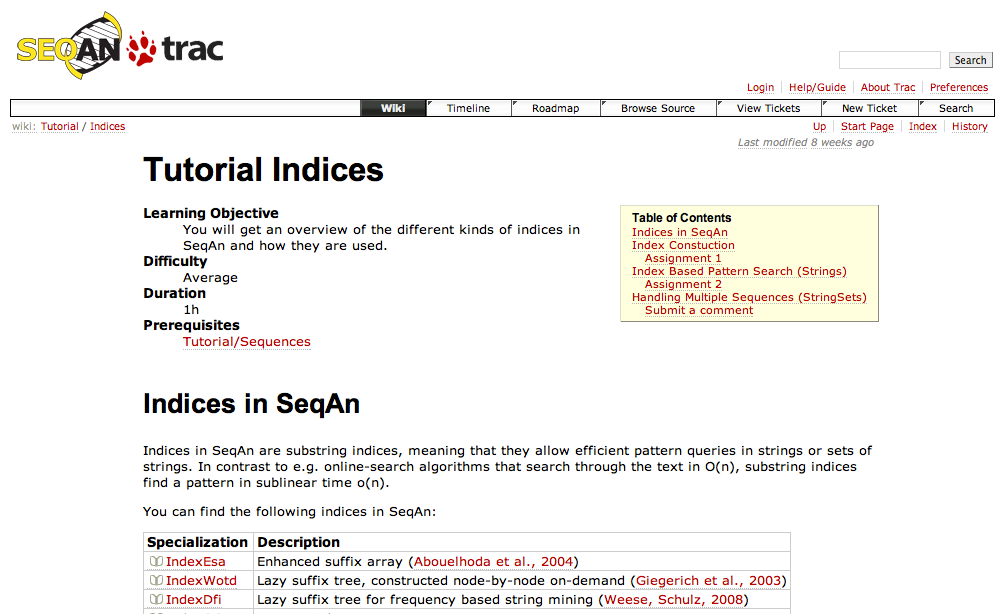 SEQAN trac
Search
Login Help/Guide About Trac Preferences
Wiki Timeline Roadmap Browse Source View Tickets New Ticket Search
wiki: Tutorial / Indices
Up Start Page Index History
Last modified 8 weeks ago
Tutorial Indices
Learning Objective
You will get an overview of the different kinds of indices in
SeqAn and how they are used.
Difficulty
Average
Duration
1h
Prerequisites
Tutorial/Sequences
Table of Contents
Indices in SeqAn
Index Constuction
Assignment 1
Index Based Pattern Search (Strings)
Assignment 2
Handling Multiple Sequences (StringSets)
Submit a comment
Indices in SeqAn
Indices in SeqAn are substring indices, meaning that they allow efficient pattern queries in strings or sets of
strings. In contrast to e.g. online-search algorithms that search through the text in O(n), substring indices
find a pattern in sublinear time o(n).
You can find the following indices in SeqAn:
Specialization Description
IndexEsa Enhanced suffix array (Abouelhoda et al., 2004)
IndexWotd Lazy suffix tree, constructed node-by-node on-demand (Giegerich et al., 2003)
IndexDfi Lazy suffix tree for frequency based string mining (Weese, Schulz, 2008)